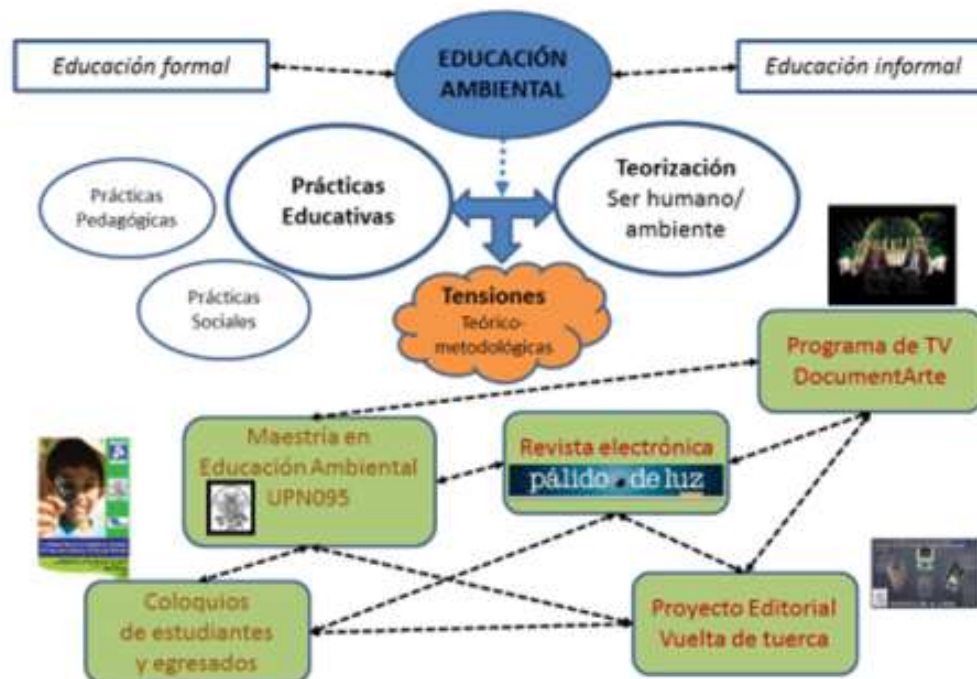 EDUCACIÓN
AMBIENTAL
Educación formal
Educación informal
Prácticas
Pedagógicas
Prácticas
Educativas
Teorización
Ser humano/
ambiente
Prácticas
Sociales
Tensiones
Teórico-
metodológicas
Programa de TV
DocumentArte
Maestría en
Educación Ambiental
UPN095
Revista electrónica
pálido de luz
Coloquios
de estudiantes
y egresados
Proyecto Editorial
Vuelta de tuerca